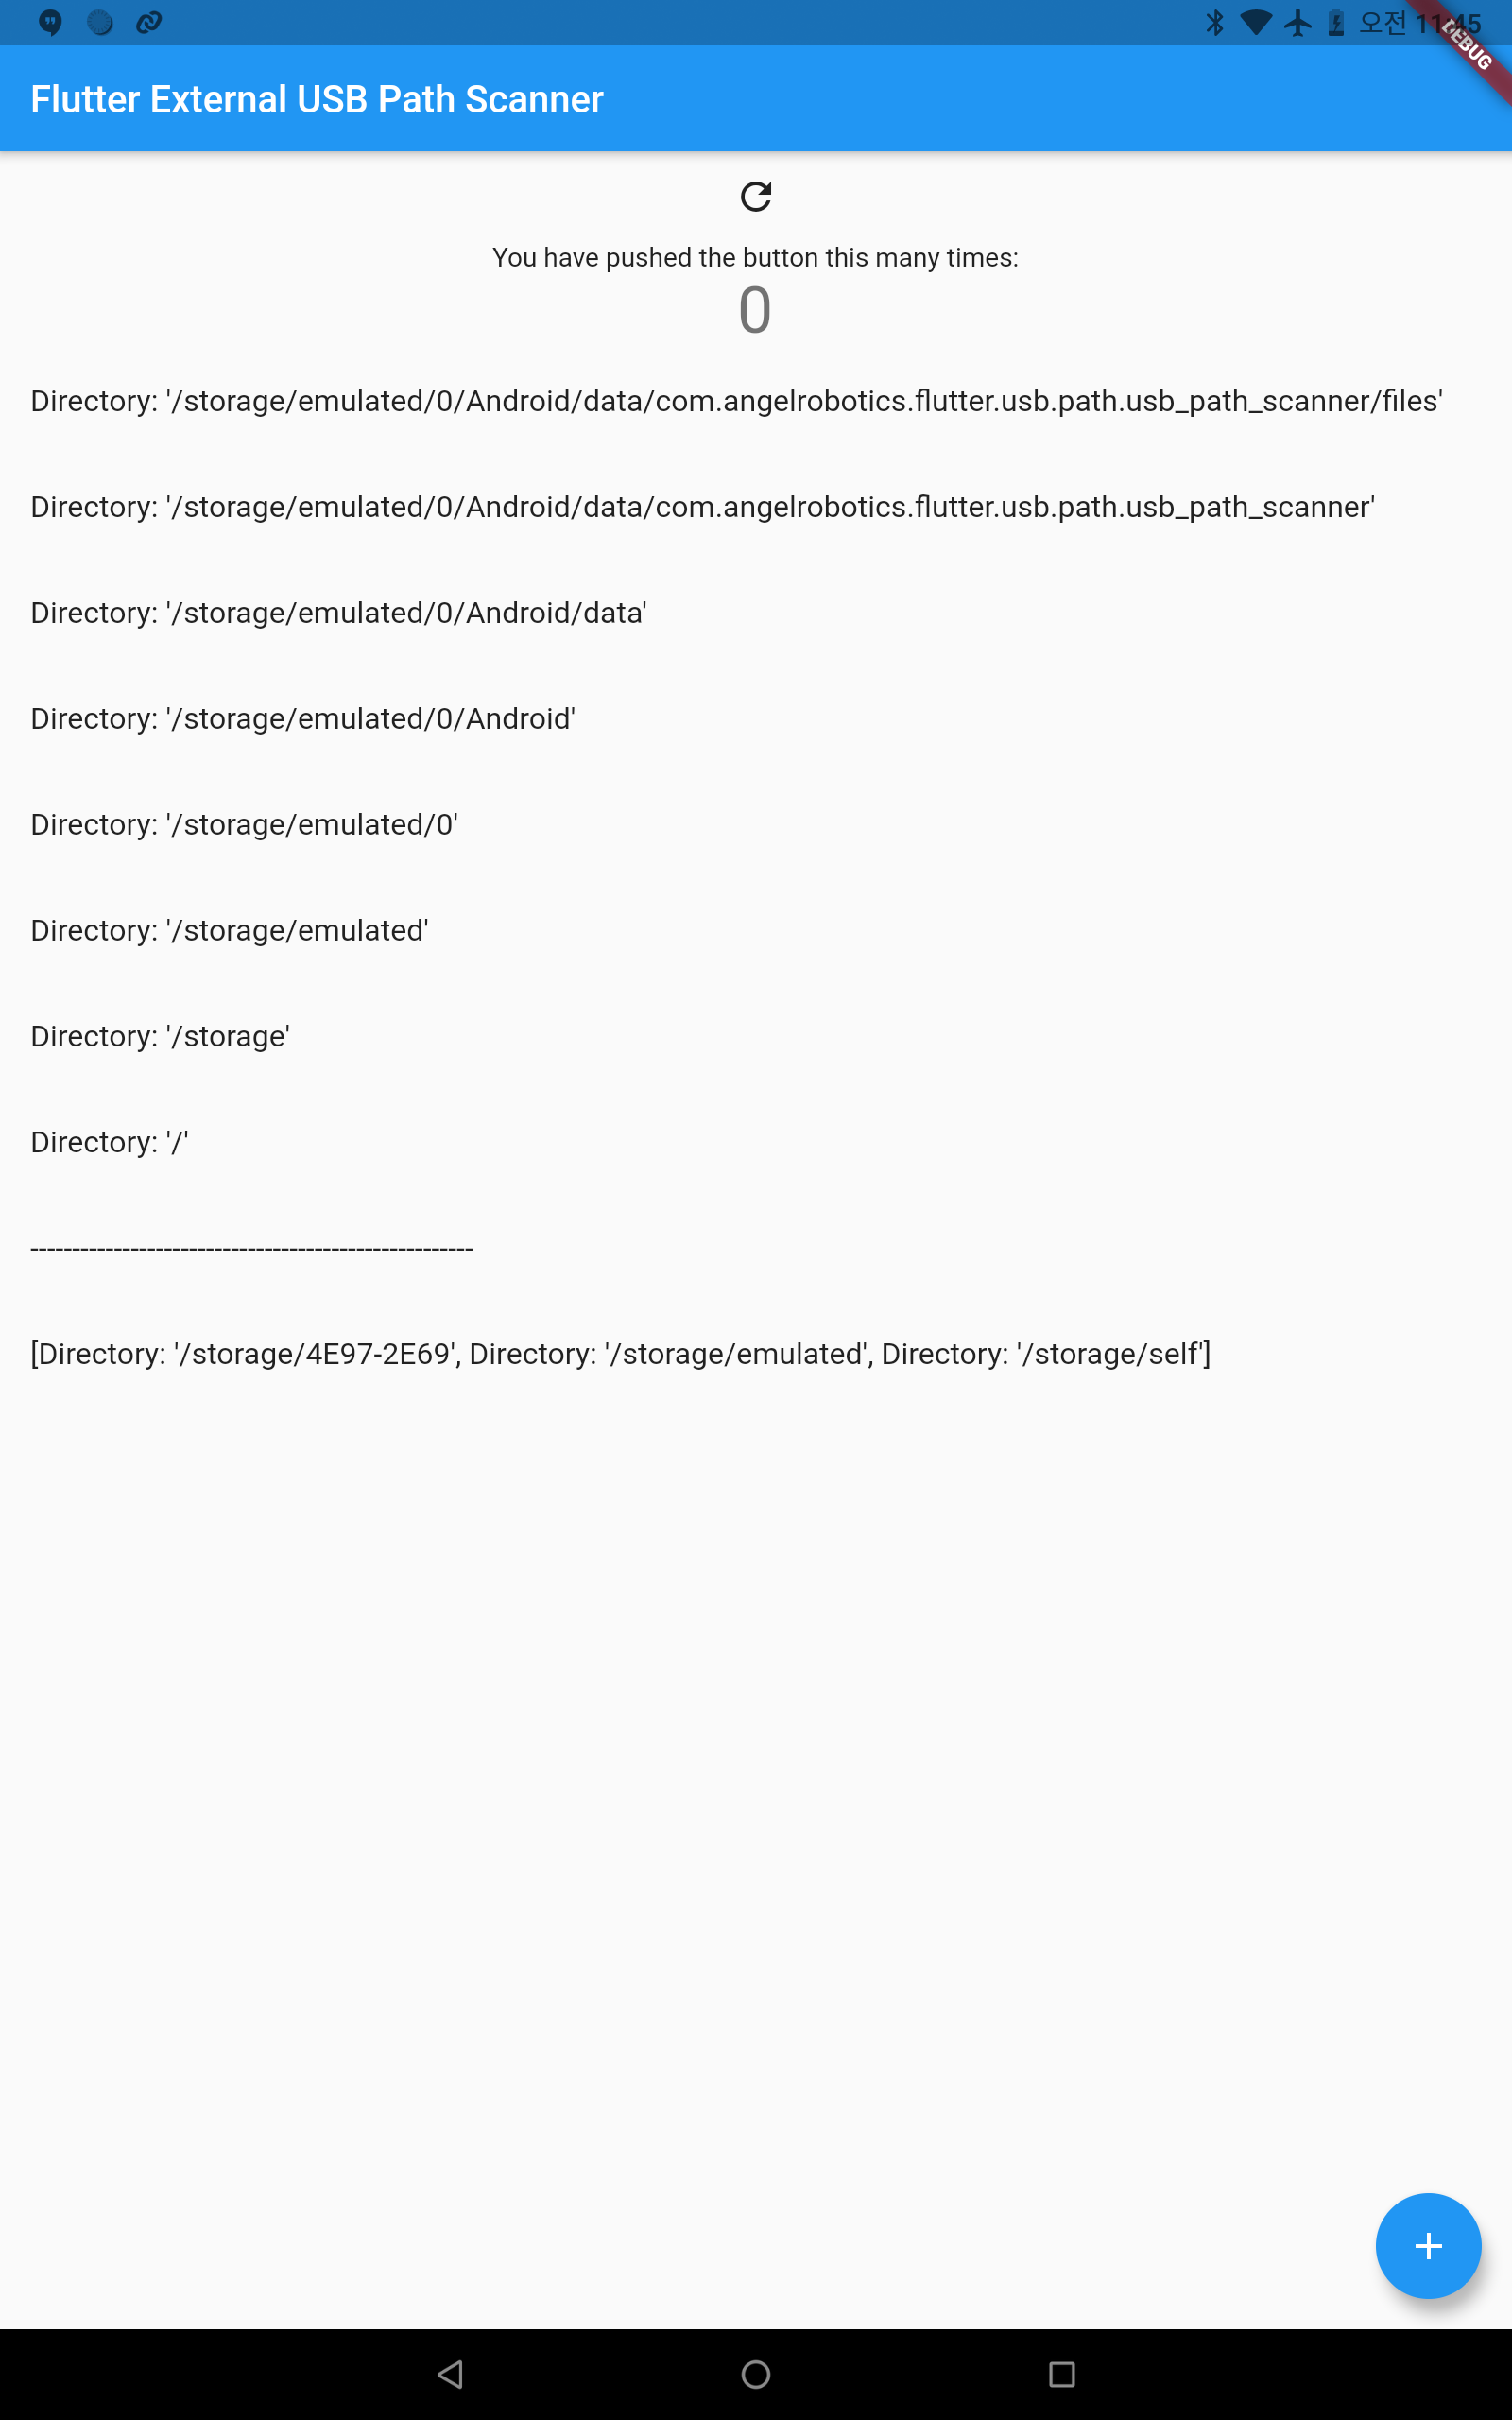 오전 11:45
DEBUG
Flutter External USB Path Scanner
You have pushed the button this many times:
0
Directory: '/storage/emulated/0/Android/data/com.angelrobotics.flutter.usb.path.usb_path_scanner/files'
Directory: '/storage/emulated/0/Android/data/com.angelrobotics.flutter.usb.path.usb_path_scanner'
Directory: '/storage/emulated/0/Android/data'
Directory: '/storage/emulated/0/Android'
Directory: '/storage/emulated/0'
Directory: '/storage/emulated'
Directory: '/storage'
Directory: '/'
-----------------------------------------------------
[Directory: '/storage/4E97-2E69', Directory: '/storage/emulated', Directory: '/storage/self']